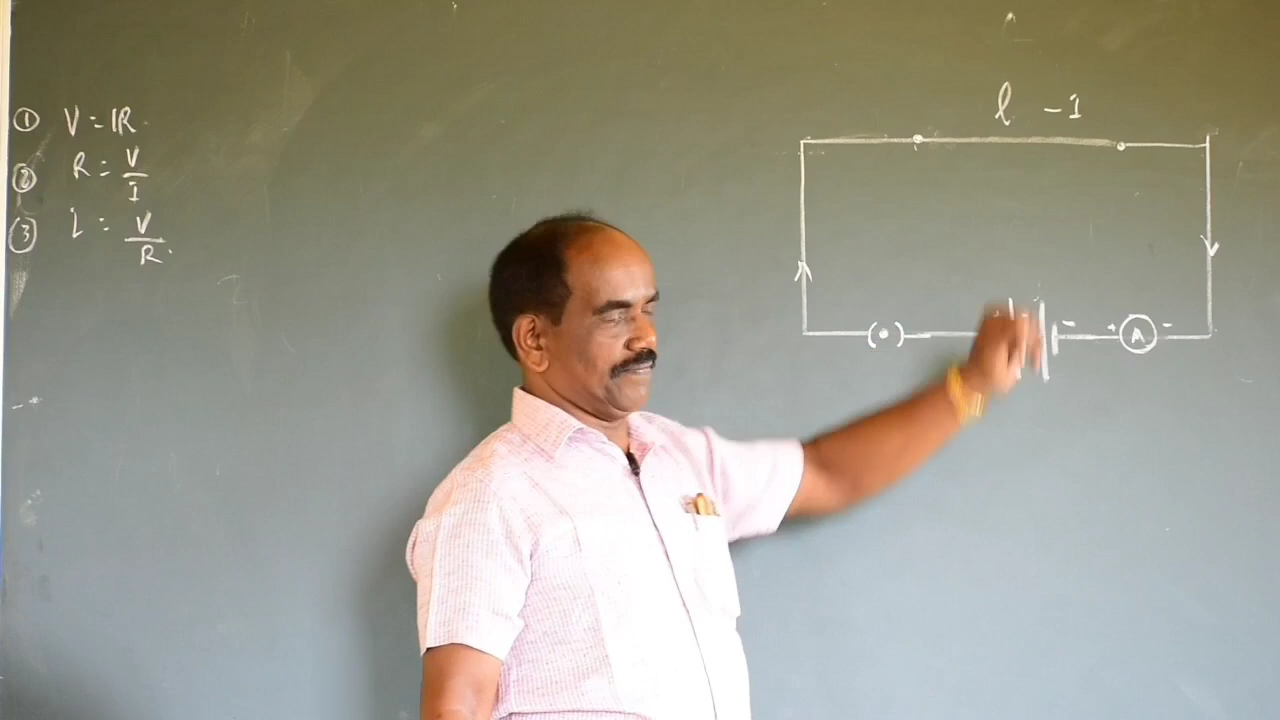 ① V = IR
② R = V/I
③ I = V/R
l - 1
- + A -